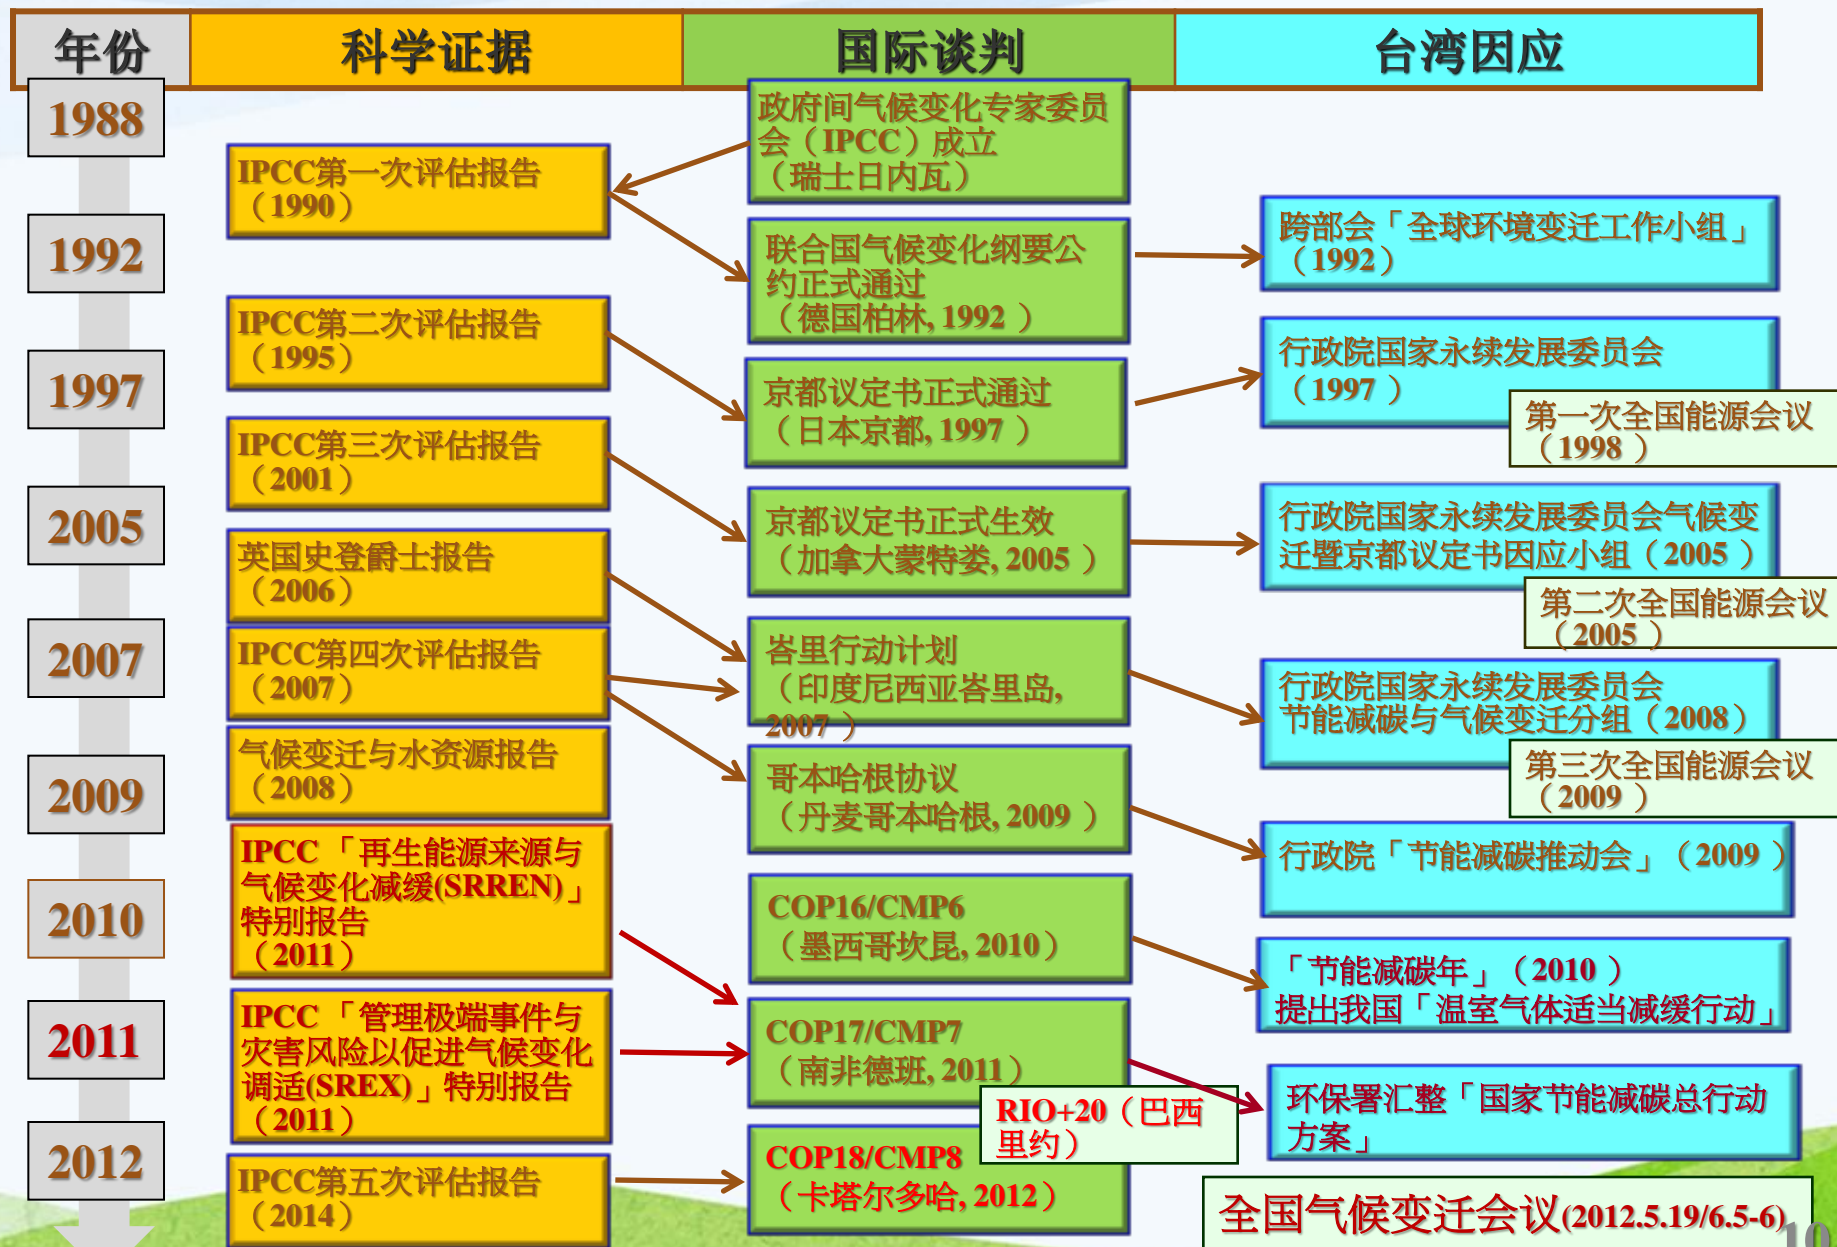 年份
科学证据
国际谈判
台湾因应
1988
1992
1997
2005
2007
2009
2010
2011
2012
IPCC第一次评估报告
（1990）
IPCC第二次评估报告
（1995）
IPCC第三次评估报告
（2001）
英国史登爵士报告
（2006）
IPCC第四次评估报告
（2007）
气候变迁与水资源报告
（2008）
IPCC「再生能源来源与
气候变化减缓(SRREN)」
特别报告
（2011）
IPCC「管理极端事件与
灾害风险以促进气候变化
调适(SREX)」特别报告
（2011）
IPCC第五次评估报告
（2014）
政府间气候变化专家委员
会（IPCC）成立
（瑞士日内瓦）
联合国气候变化纲要公
约正式通过
（德国柏林, 1992 ）
京都议定书正式通过
（日本京都, 1997 ）
京都议定书正式生效
（加拿大蒙特娄, 2005 ）
峇里行动计划
（印度尼西亚峇里岛,
2007 ）
哥本哈根协议
（丹麦哥本哈根, 2009 ）
COP16/CMP6
（墨西哥坎昆, 2010）
COP17/CMP7
（南非德班, 2011）
RIO+20（巴西
里约）
COP18/CMP8
（卡塔尔多哈, 2012）
跨部会「全球环境变迁工作小组」
（1992）
行政院国家永续发展委员会
（1997 ）
第一次全国能源会议
（1998 ）
行政院国家永续发展委员会气候变
迁暨京都议定书因应小组（2005 ）
第二次全国能源会议
（2005 ）
行政院国家永续发展委员会
节能减碳与气候变迁分组（2008）
第三次全国能源会议
（2009 ）
行政院「节能减碳推动会」（2009 ）
「节能减碳年」（2010 ）
提出我国「温室气体适当减缓行动」
环保署汇整「国家节能减碳总行动
方案」
全国气候变迁会议(2012.5.19/6.5-6)
10